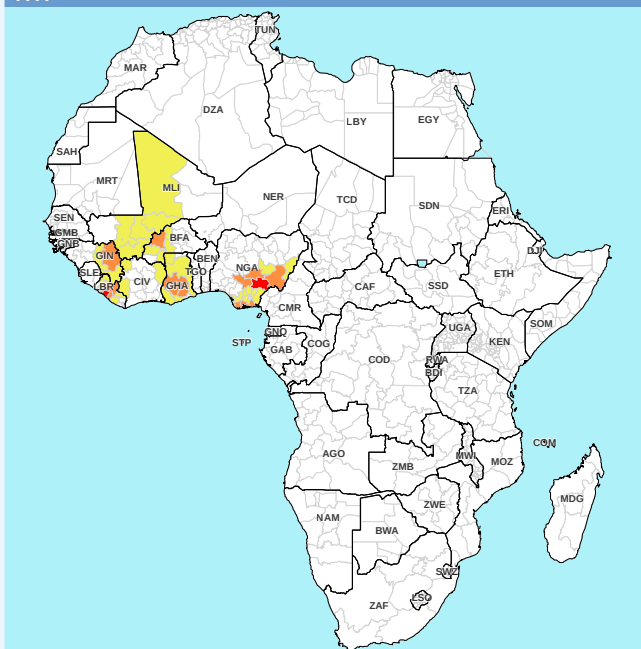 TUN
MAR
DZA
LBY
EGY
SAH
MRT
MLI
NER
TCD
SDN
ERI
SEN
GMB
GNB
BFA
DJI
GIN
BEN
NGA
SLE
CIV
TGO
ETH
GHA
CAF
SSD
CMR
SOM
GNQ
UGA
KEN
STP
GAB
COG
COD
RWA
BDI
TZA
COM
AGO
MWI
MOZ
ZMB
MDG
ZWE
NAM
BWA
SWZ
LSO
ZAF